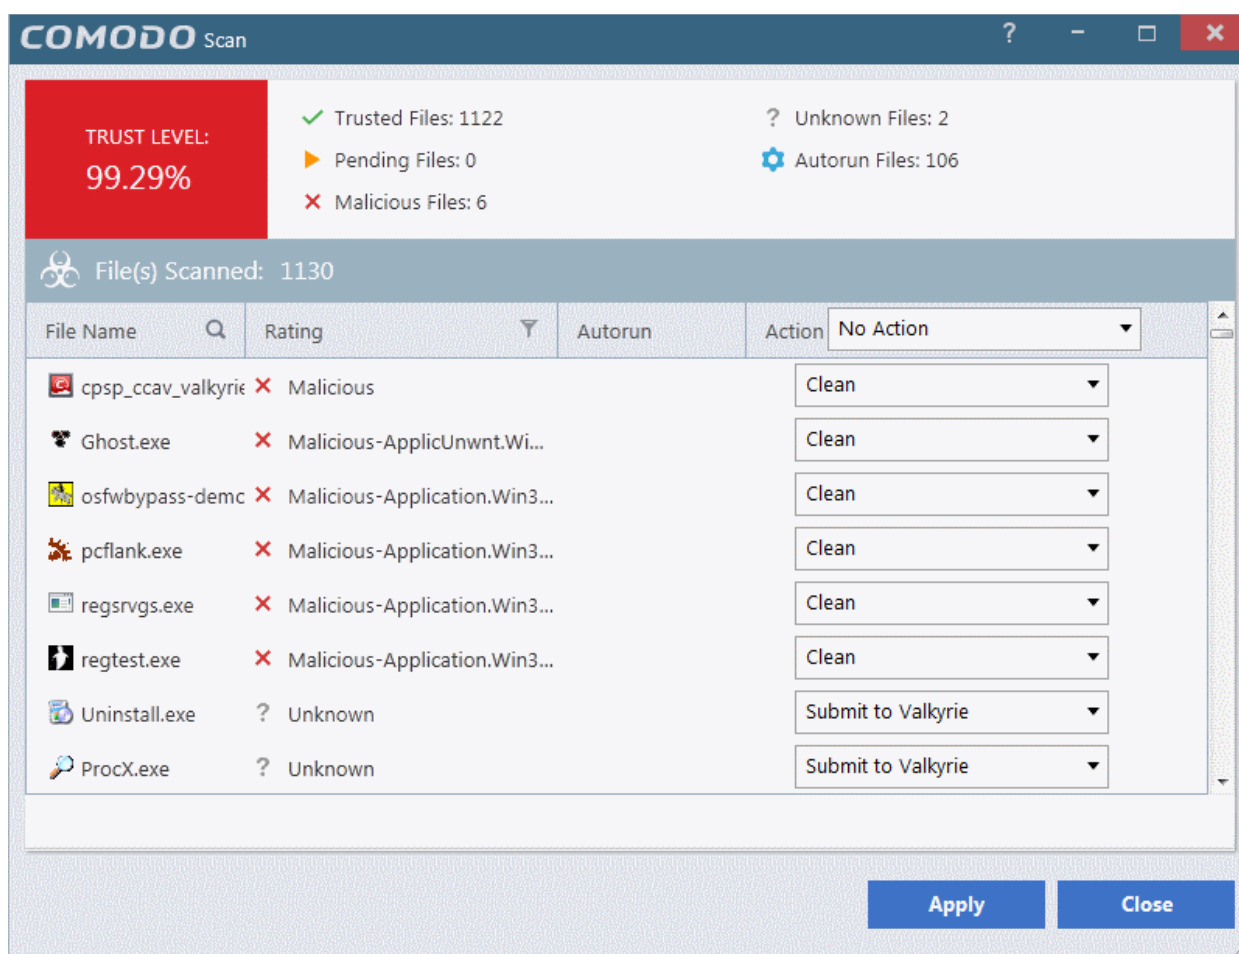 COMODO Scan ?
TRUST LEVEL:
99.29%
Trusted Files: 1122
Pending Files: 0
Malicious Files: 6
? Unknown Files: 2
Autorun Files: 106
File(s) Scanned: 1130
File Name Rating Autorun Action No Action
cpsp_ccav_valkyrie Malicious Clean
Ghost.exe Malicious-ApplicUnwnt.Wi... Clean
osfwbypass-demo Malicious-Application.Win3... Clean
pcflank.exe Malicious-Application.Win3... Clean
regsrvgs.exe Malicious-Application.Win3... Clean
regtest.exe Malicious-Application.Win3... Clean
Uninstall.exe ? Unknown Submit to Valkyrie
ProcX.exe ? Unknown Submit to Valkyrie
Apply Close